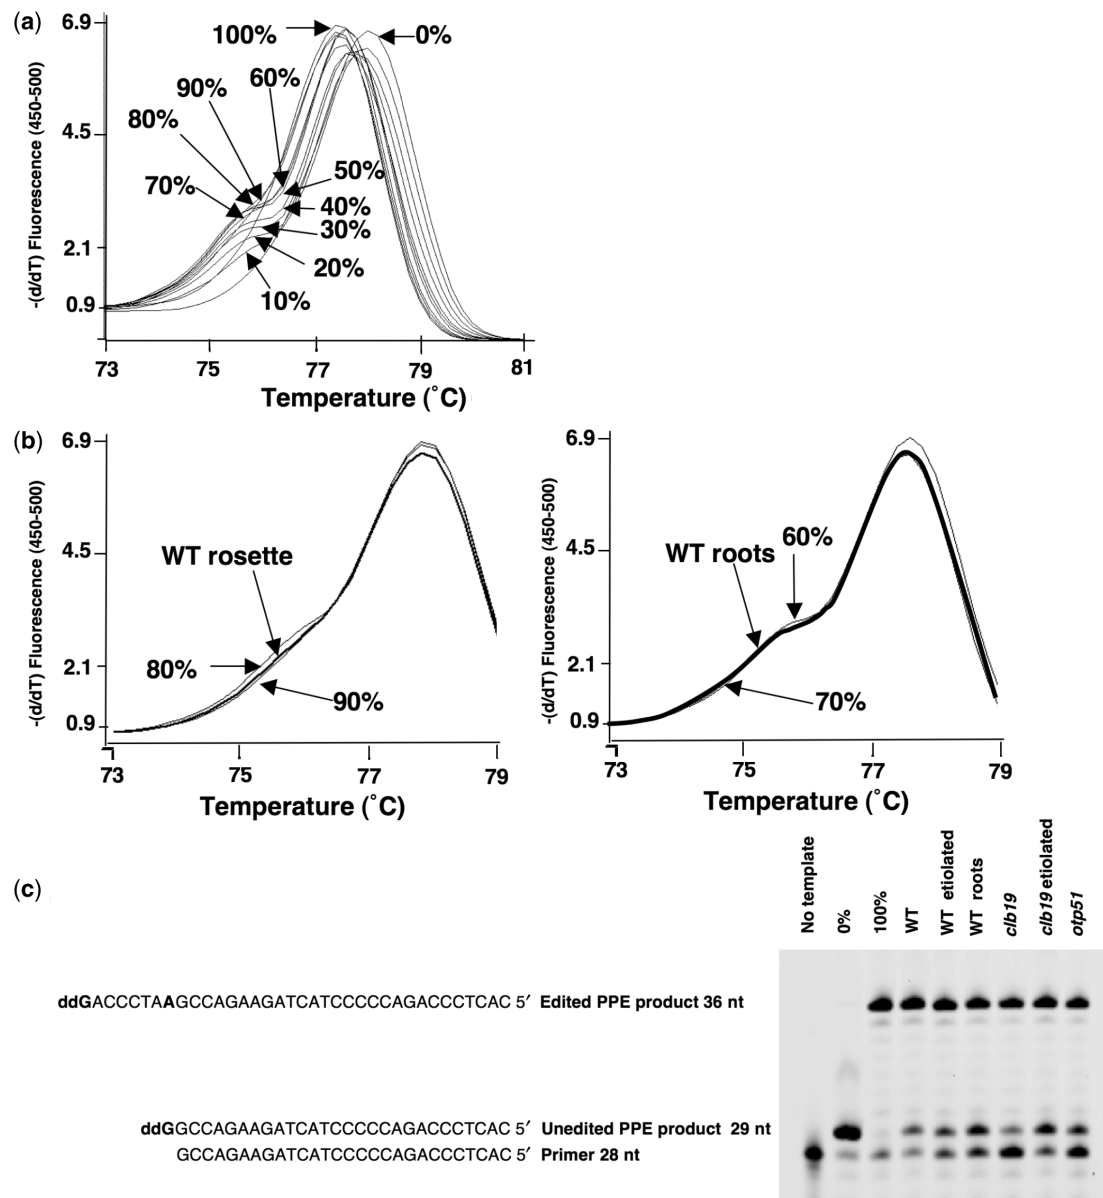 (a)
-(d/dT) Fluorescence (450-500)
6.9
4.5
2.1
0.9
100%
0%
60%
90%
80%
50%
70%
40%
30%
20%
10%
73 75 77 79 81
Temperature (˚C)
(b)
-(d/dT) Fluorescence (450-500)
6.9
4.5
2.1
0.9
WT rosette
80%
90%
73 75 77 79
Temperature (˚C)
-(d/dT) Fluorescence (450-500)
6.9
4.5
2.1
0.9
60%
WT roots
70%
73 75 77 79
Temperature (˚C)
(c)
No template
0%
100%
WT
WT etiolated
WT roots
clb19
clb19 etiolated
otp51
ddGACCCTAAGCCAGAAGATCATCCCCCAGACCCTCAC 5′ Edited PPE product 36 nt
ddGGCCAGAAGATCATCCCCCAGACCCTCAC 5′ Unedited PPE product 29 nt
GCCAGAAGATCATCCCCCAGACCCTCAC 5′ Primer 28 nt